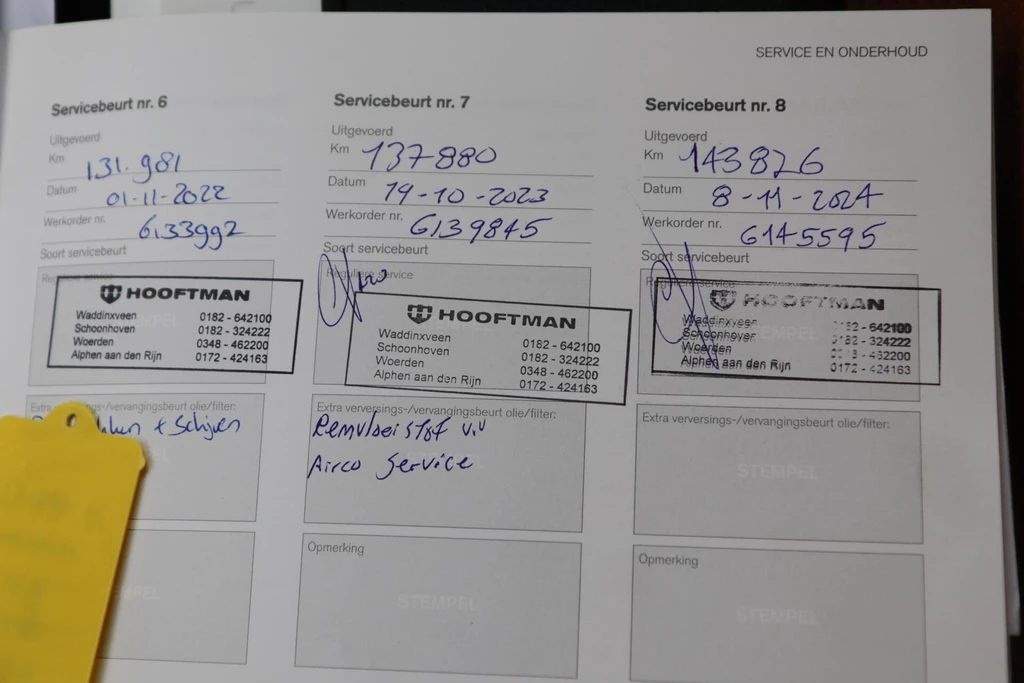 SERVICE EN ONDERHOUD
Servicebeurt nr. 6
Uitgevoerd
Km 131.981
Datum 01-11-2022
Werkorder nr. 6133992
Soort servicebeurt
HOOFTMAN
Waddinxveen 0182 - 642100
Schoonhoven 0182 - 324222
Woerden 0348 - 462200
Alphen aan den Rijn 0172 - 424163
Extra verversings-/vervangingsbeurt olie/filter:
+ Schijven
Servicebeurt nr. 7
Uitgevoerd
Km 137880
Datum 19-10-2023
Werkorder nr. 6139845
Soort servicebeurt
Reguliere service
HOOFTMAN
Waddinxveen 0182 - 642100
Schoonhoven 0182 - 324222
Woerden 0348 - 462200
Alphen aan den Rijn 0172 - 424163
Extra verversings-/vervangingsbeurt olie/filter:
Remvloeistof v.v
Airco Service
Opmerking
STEMPEL
Servicebeurt nr. 8
Uitgevoerd
Km 143826
Datum 8-11-2024
Werkorder nr. 6145595
Soort servicebeurt
Reguliere service
HOOFTMAN
Waddinxveen 0182 - 642100
Schoonhoven 0182 - 324222
Woerden 0348 - 462200
Alphen aan den Rijn 0172 - 424163
Extra verversings-/vervangingsbeurt olie/filter:
STEMPEL
Opmerking
STEMPEL